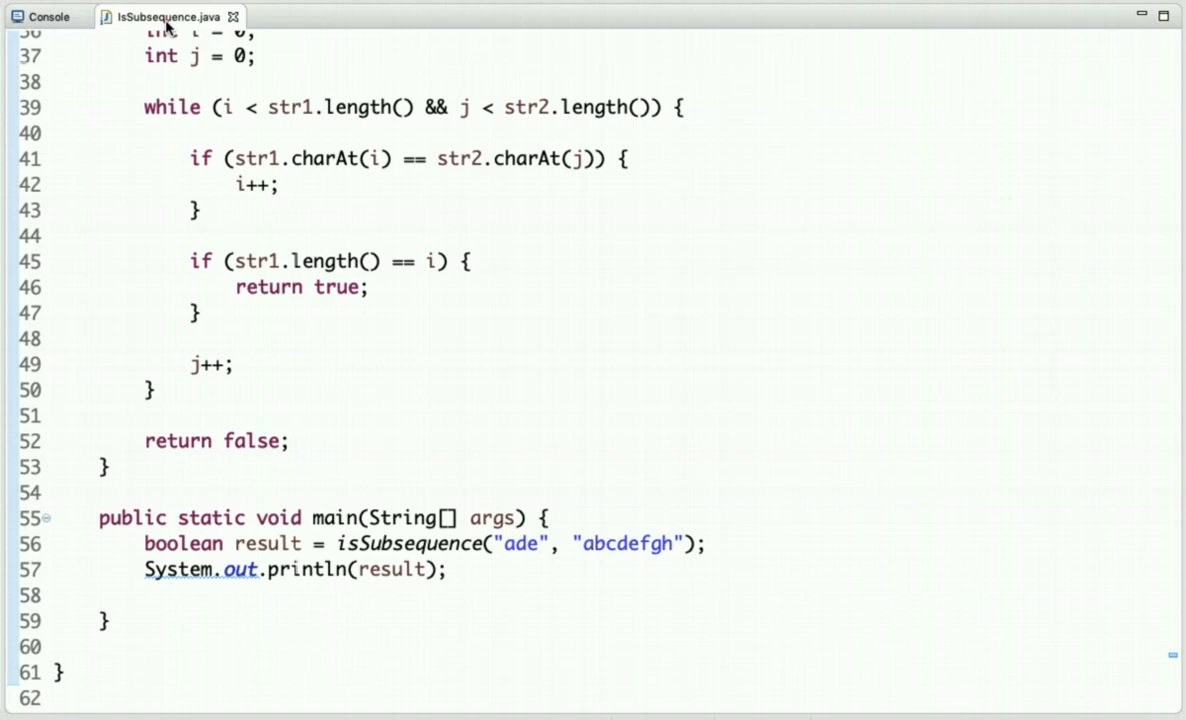 Console IsSubsequence.java
36 int i = 0;
37 int j = 0;
38
39 while (i < str1.length() && j < str2.length()) {
40
41 if (str1.charAt(i) == str2.charAt(j)) {
42 i++;
43 }
44
45 if (str1.length() == i) {
46 return true;
47 }
48
49 j++;
50 }
51
52 return false;
53 }
54
55 public static void main(String[] args) {
56 boolean result = isSubsequence("ade", "abcdefgh");
57 System.out.println(result);
58
59 }
60
61 }
62